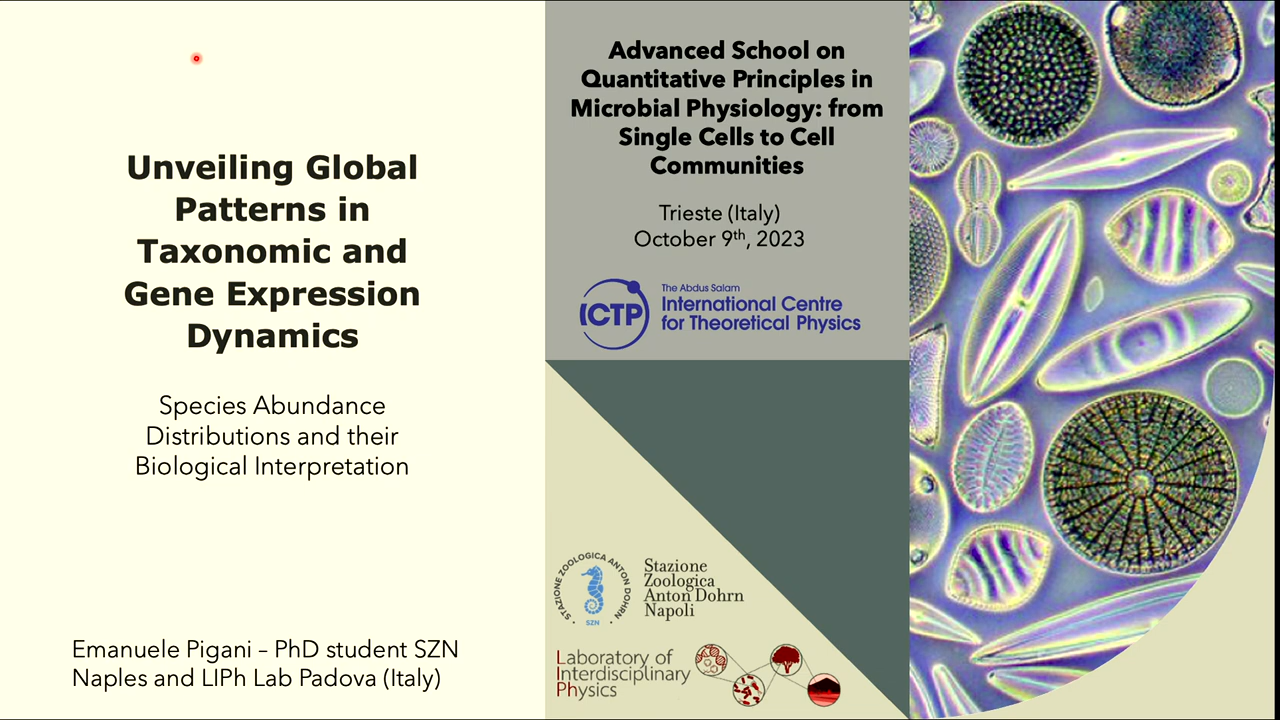 Unveiling Global
Patterns in
Taxonomic and
Gene Expression
Dynamics
Species Abundance
Distributions and their
Biological Interpretation
Emanuele Pigani – PhD student SZN
Naples and LIPh Lab Padova (Italy)
Advanced School on
Quantitative Principles in
Microbial Physiology: from
Single Cells to Cell
Communities
Trieste (Italy)
October 9th, 2023
ICTP
The Abdus Salam
International Centre
for Theoretical Physics
STAZIONE ZOOLOGICA ANTON DOHRN
SZN
Stazione
Zoologica
Anton Dohrn
Napoli
Laboratory of
Interdisciplinary
Physics